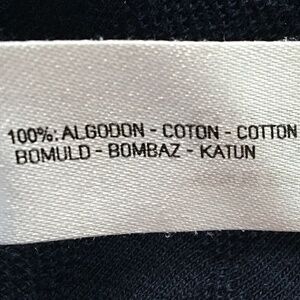 100%: ALGODON - COTON - COTTON
BOMULD - BOMBAZ - KATUN